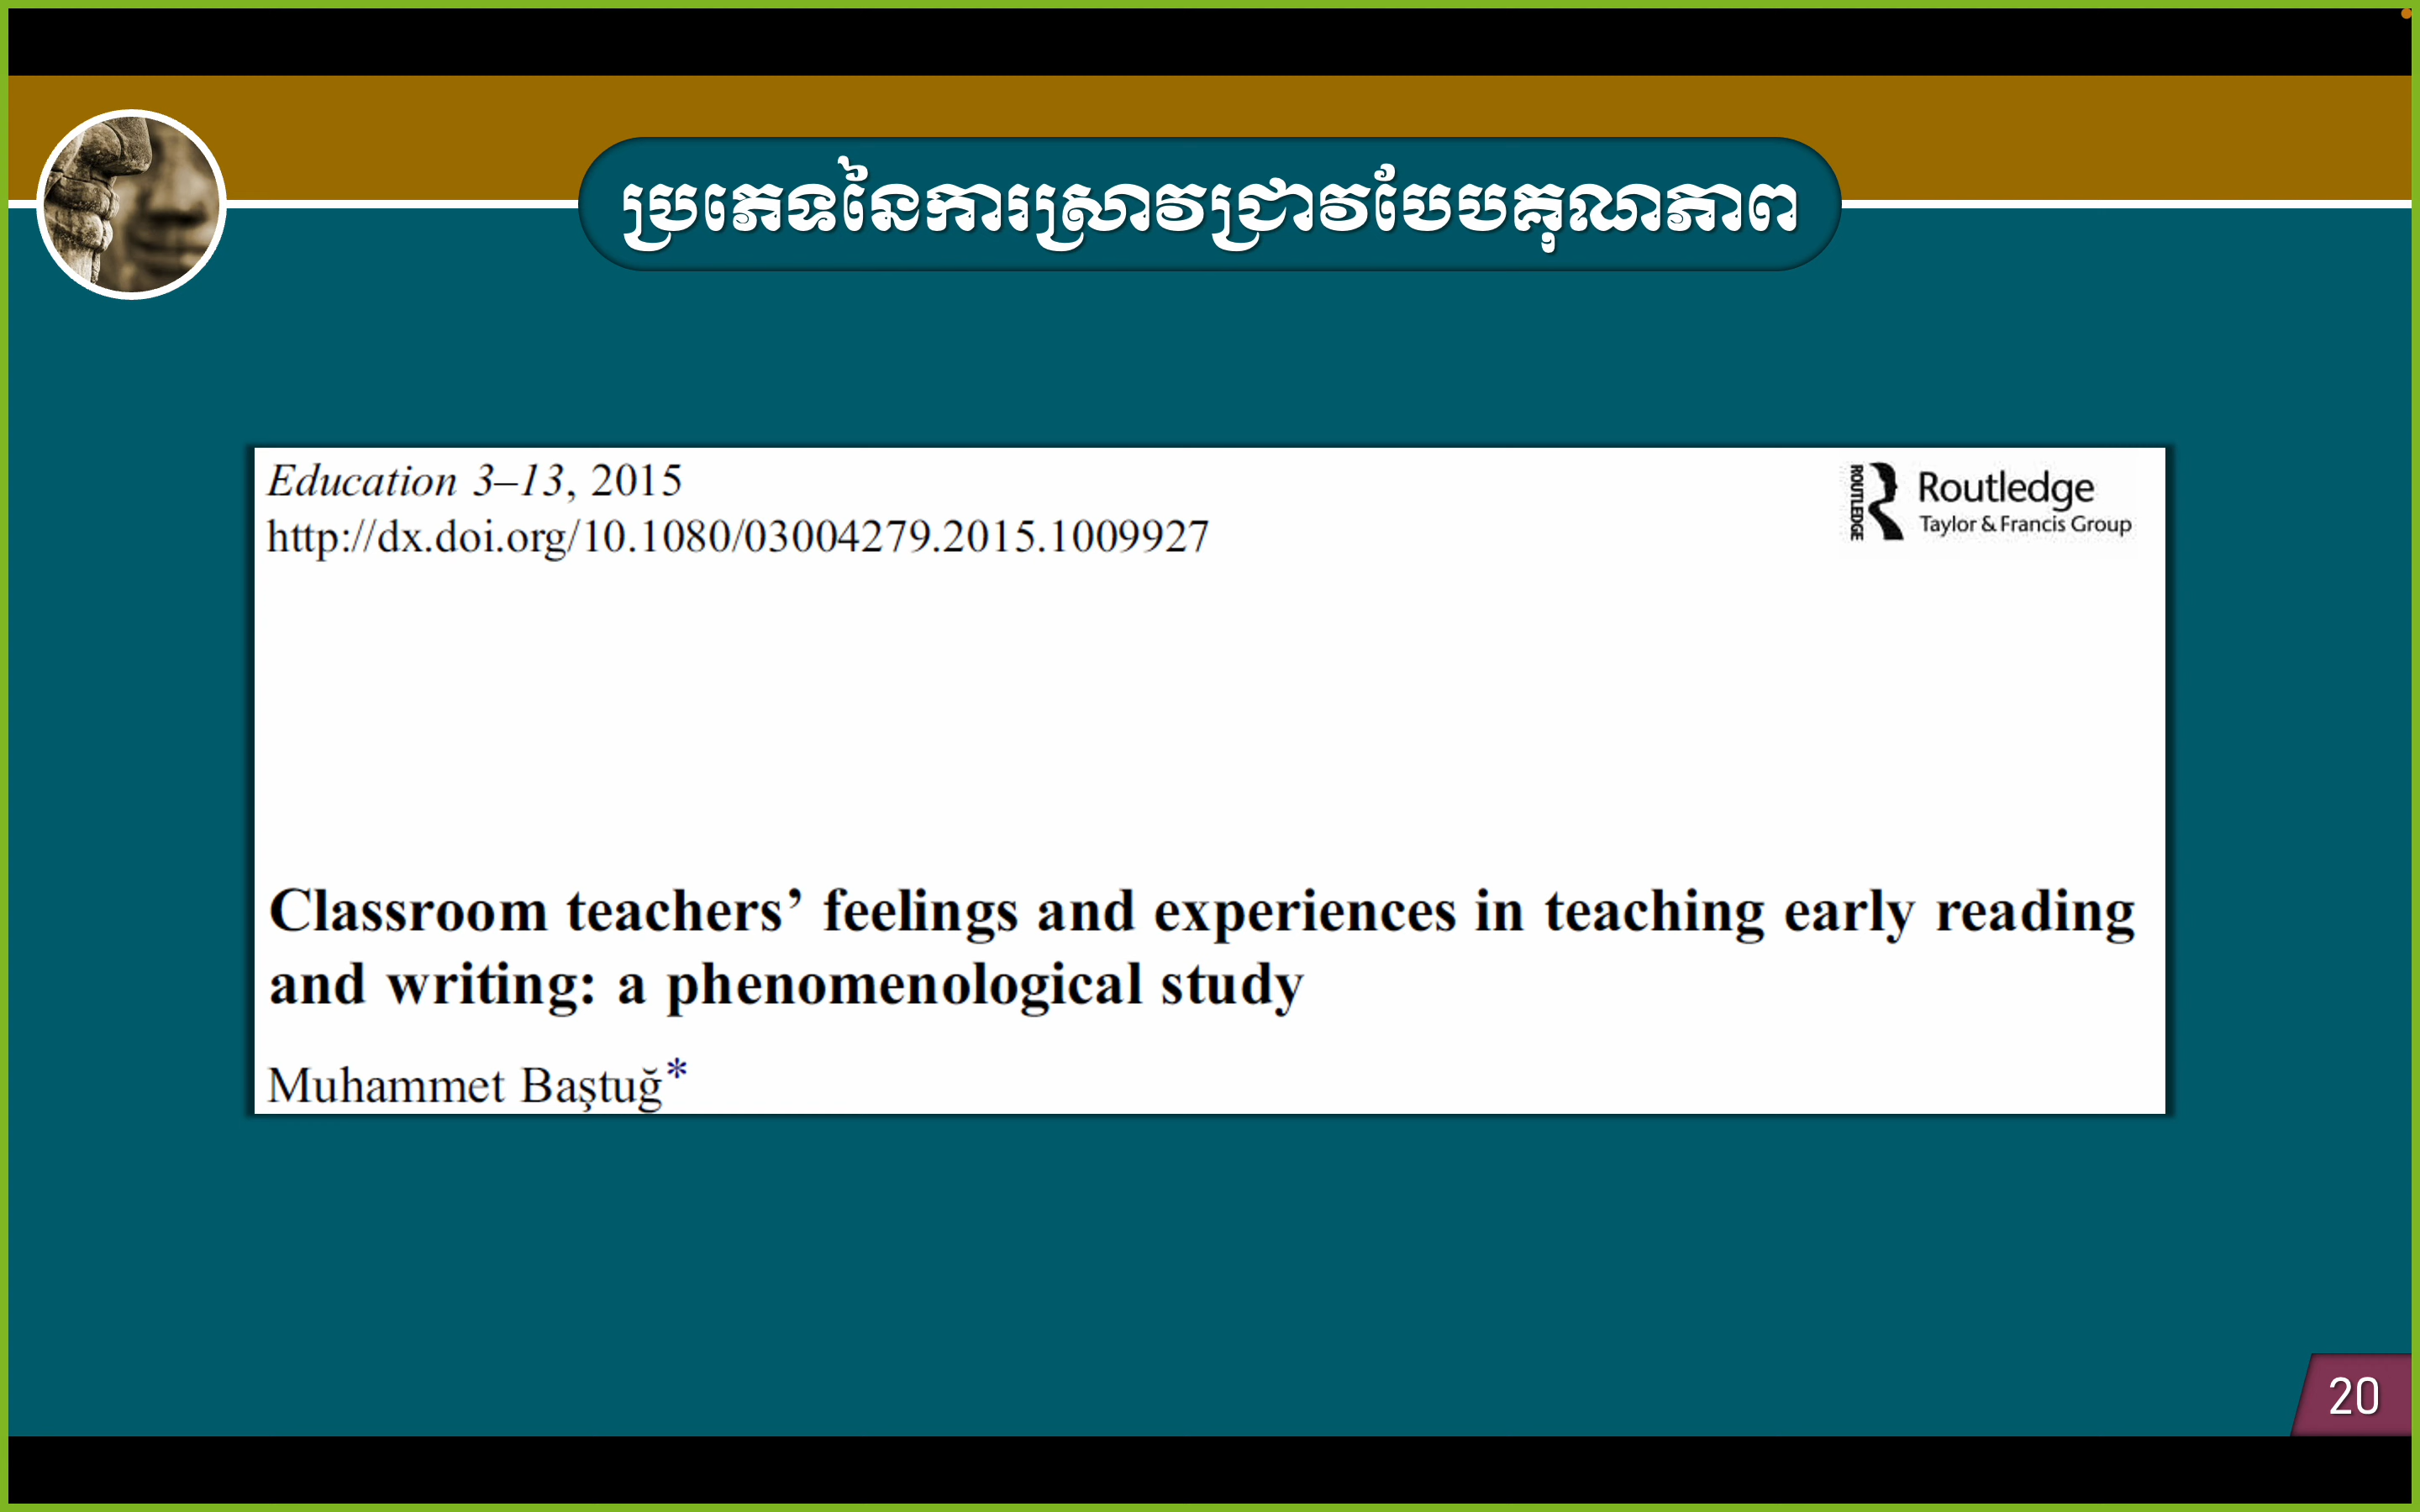 ប្រភេទនៃការស្រាវជ្រាវបែបគុណភាព
Education 3–13, 2015
http://dx.doi.org/10.1080/03004279.2015.1009927
ROUTLEDGE
Routledge
Taylor & Francis Group
Classroom teachers’ feelings and experiences in teaching early reading
and writing: a phenomenological study
Muhammet Baştuğ*
20